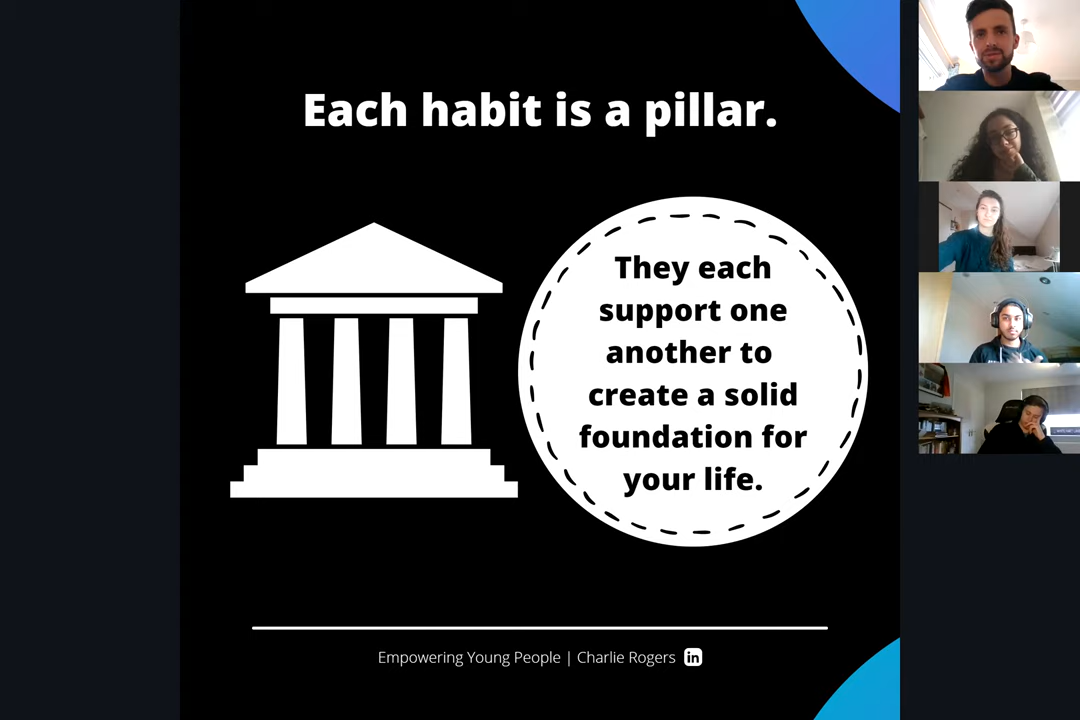 Each habit is a pillar.
They each
support one
another to
create a solid
foundation for
your life.
Empowering Young People | Charlie Rogers in